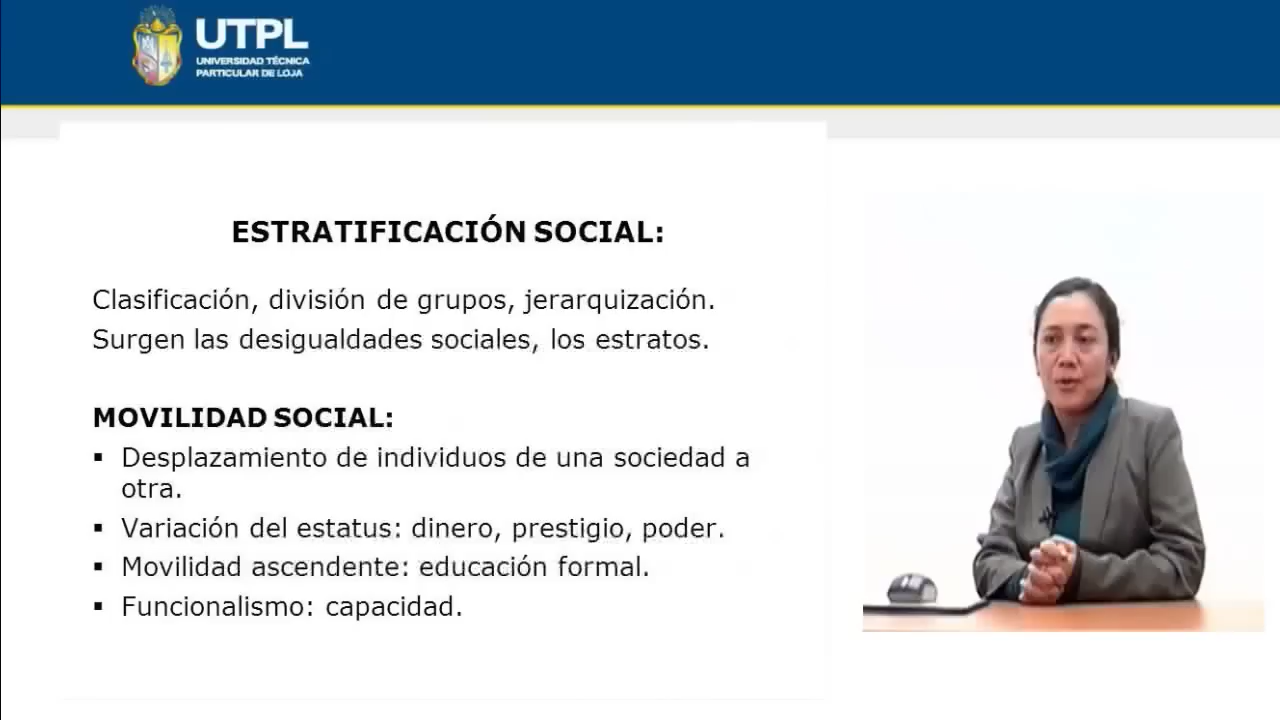 UTPL
UNIVERSIDAD TÉCNICA
PARTICULAR DE LOJA
ESTRATIFICACIÓN SOCIAL:
Clasificación, división de grupos, jerarquización.
Surgen las desigualdades sociales, los estratos.
MOVILIDAD SOCIAL:
▪ Desplazamiento de individuos de una sociedad a
otra.
▪ Variación del estatus: dinero, prestigio, poder.
▪ Movilidad ascendente: educación formal.
▪ Funcionalismo: capacidad.